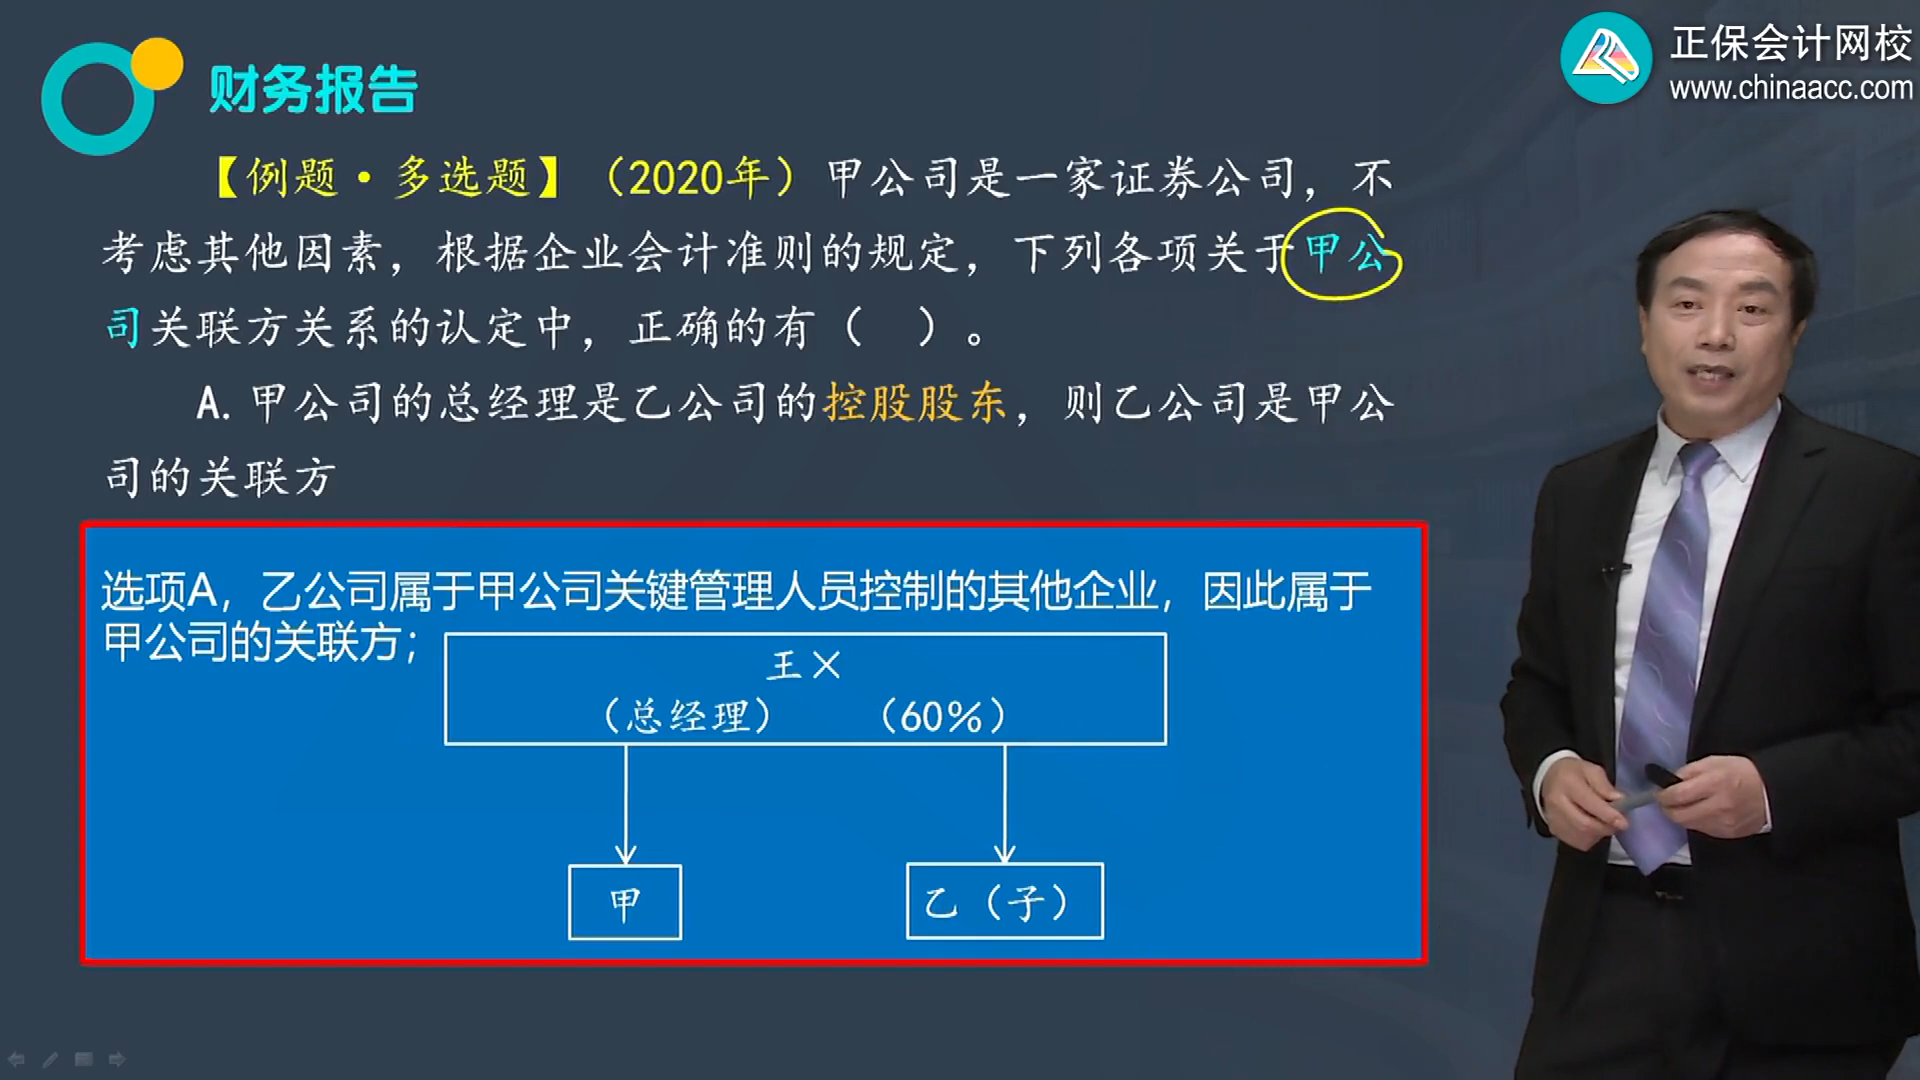 正保会计网校
www.chinaacc.com
财务报告
【例题·多选题】（2020年）甲公司是一家证券公司，不
考虑其他因素，根据企业会计准则的规定，下列各项关于甲公
司关联方关系的认定中，正确的有（　）。
A.甲公司的总经理是乙公司的控股股东，则乙公司是甲公
司的关联方
选项A，乙公司属于甲公司关键管理人员控制的其他企业，因此属于
甲公司的关联方；
王×
（总经理）　（60%）
甲
乙（子）